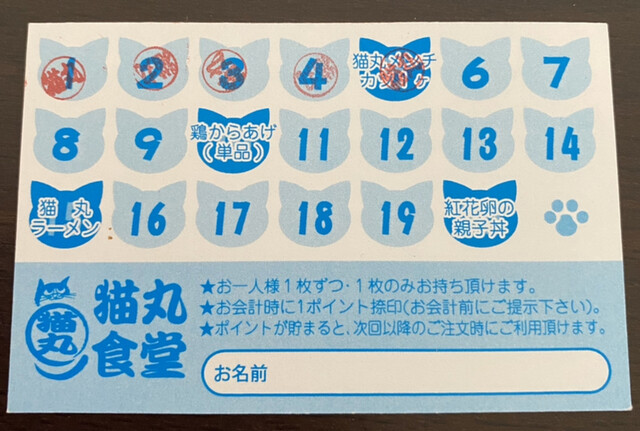 1 2 3 4 猫丸メンチ 6 7
カツ
8 9 鶏からあげ 11 12 13 14
(単品)
猫丸 16 17 18 19 紅花卵の
ラーメン 親子丼
猫丸
食堂
猫丸
★お一人様1枚ずつ・1枚のみお持ち頂けます。
★お会計時に1ポイント捺印(お会計前にご提示下さい)。
★ポイントが貯まると、次回以降のご注文時にご利用頂けます。
お名前